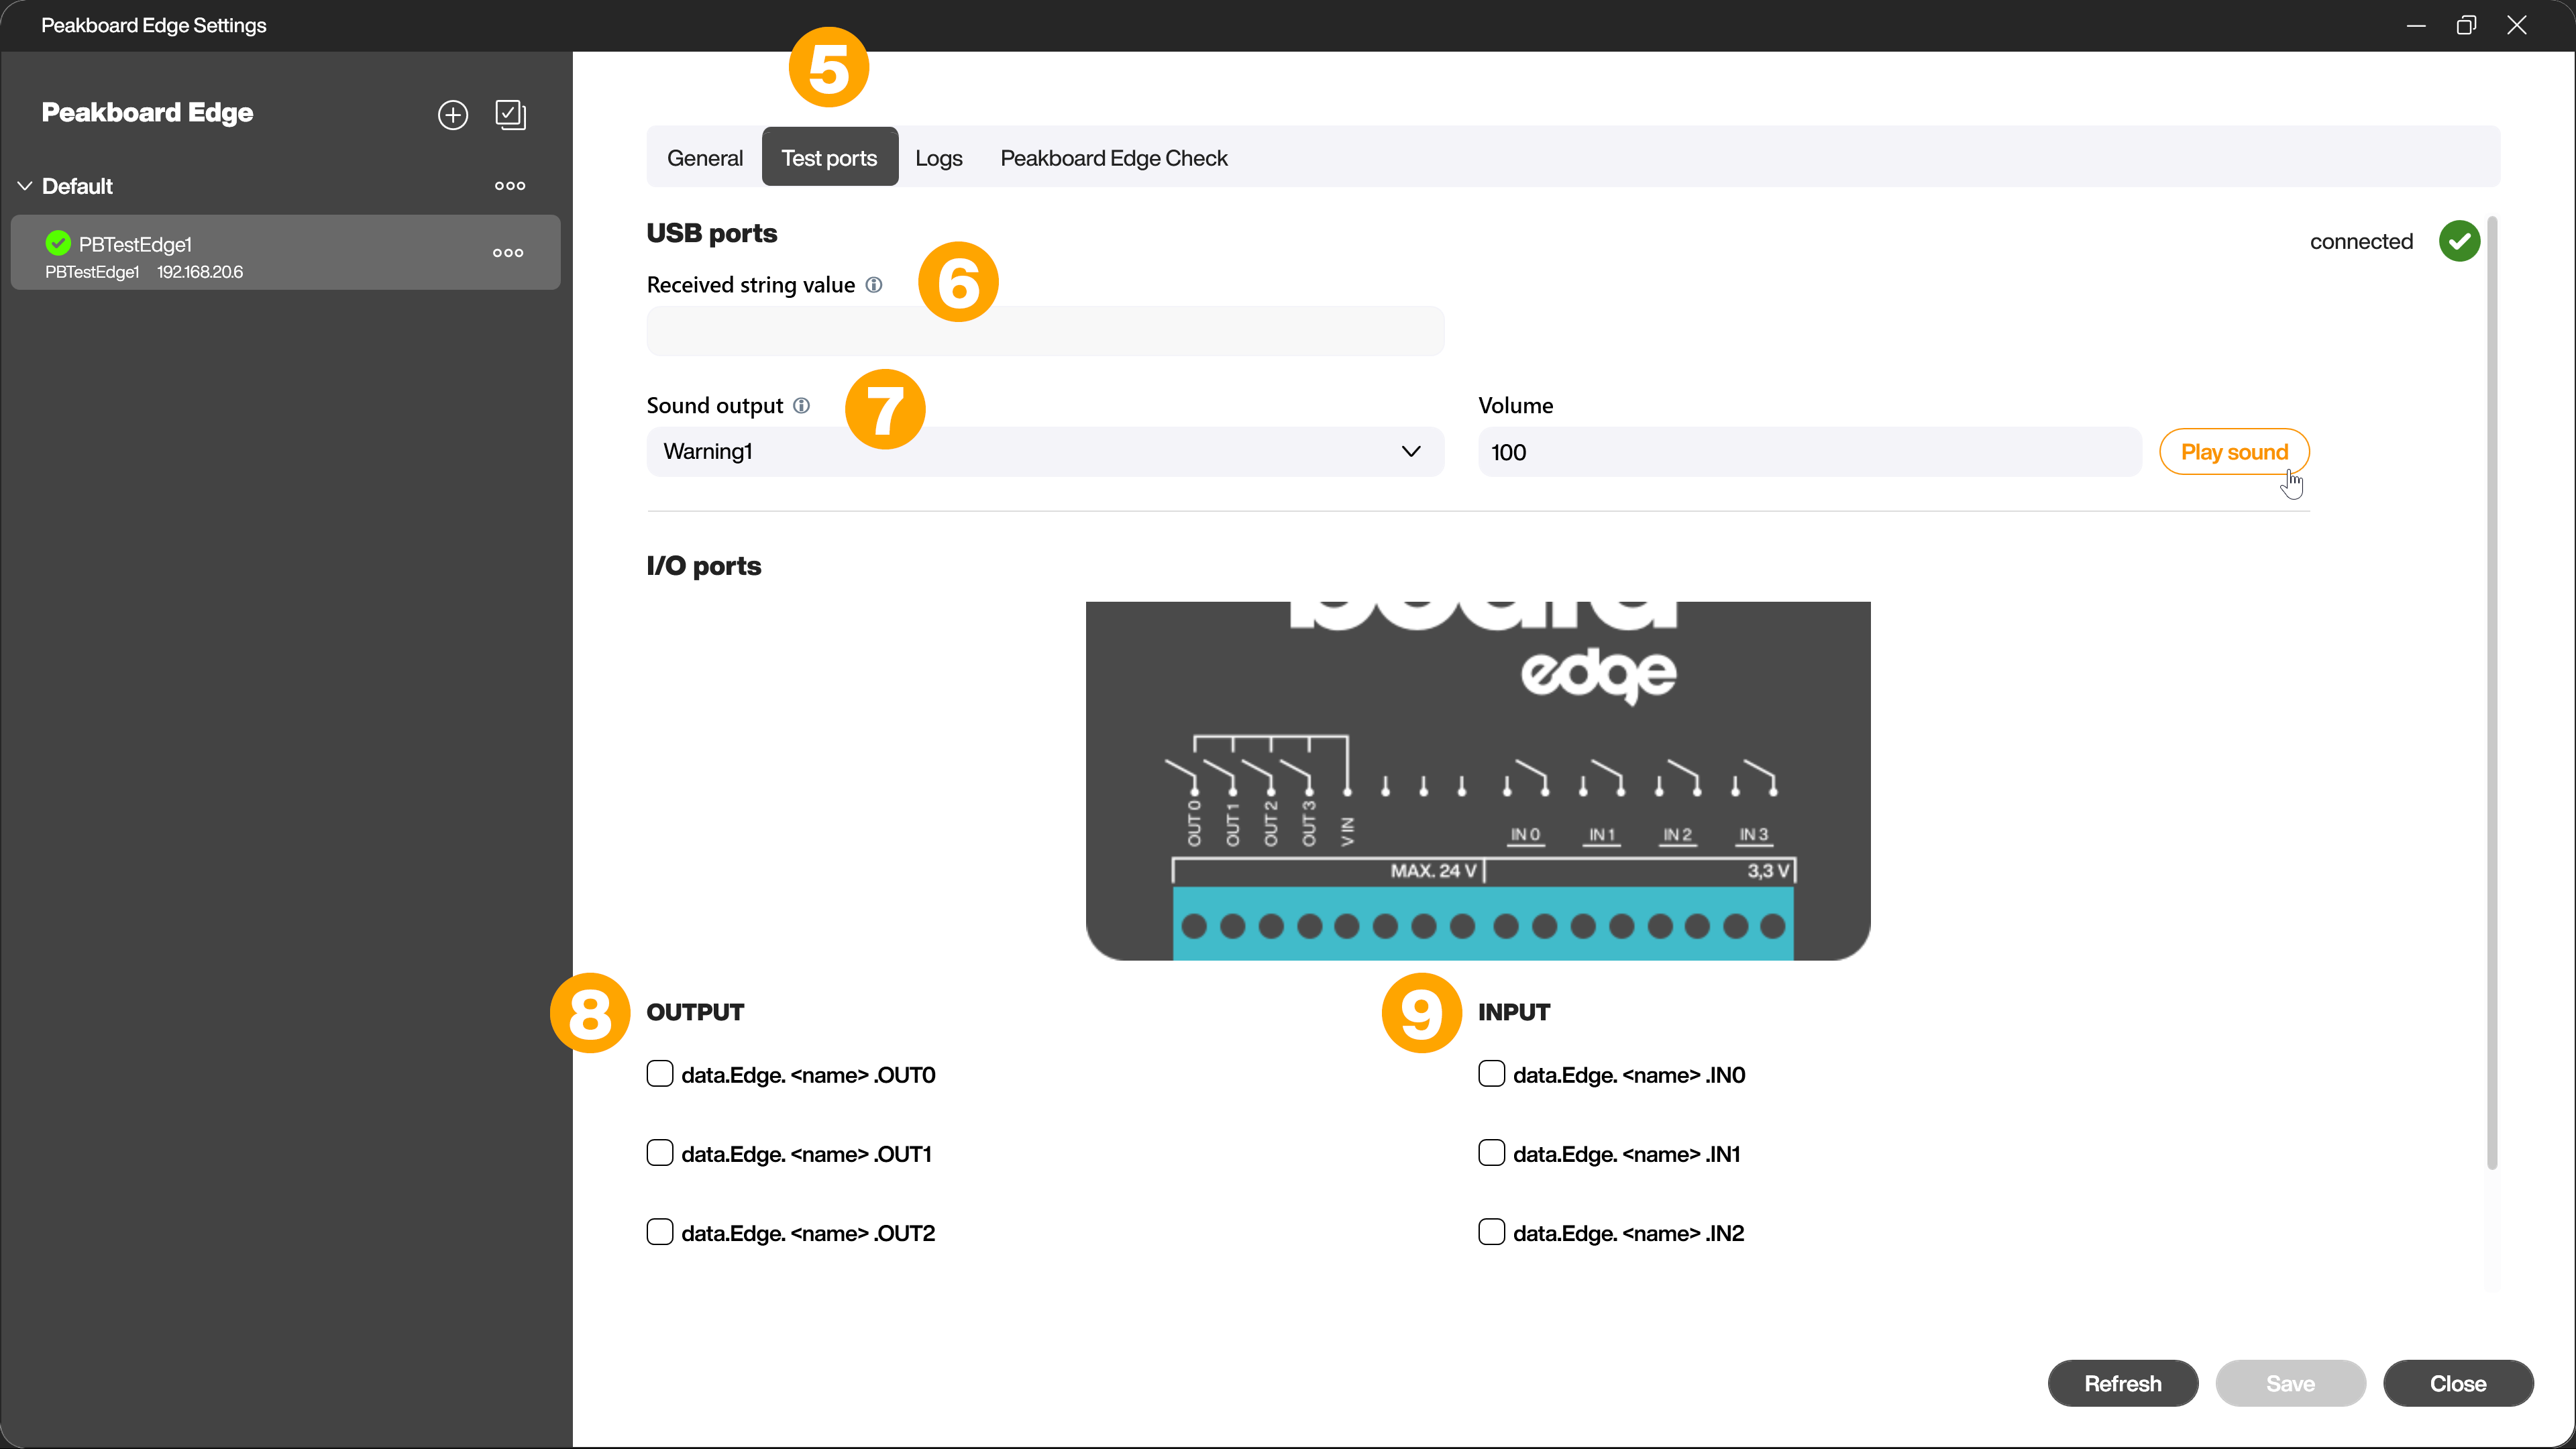 Peakboard Edge Settings
Peakboard Edge
Default
PBTestEdge1
PBTestEdge1 192.168.20.6
5
General Test ports Logs Peakboard Edge Check
USB ports
connected
Received string value
6
Sound output
7
Volume
Warning1
100
Play sound
I/O ports
board
edge
OUT 0
OUT 1
OUT 2
OUT 3
V IN
IN 0 IN 1 IN 2 IN 3
MAX. 24 V 3,3 V
8 OUTPUT
9 INPUT
data.Edge. <name> .OUT0
data.Edge. <name> .IN0
data.Edge. <name> .OUT1
data.Edge. <name> .IN1
data.Edge. <name> .OUT2
data.Edge. <name> .IN2
Refresh Save Close